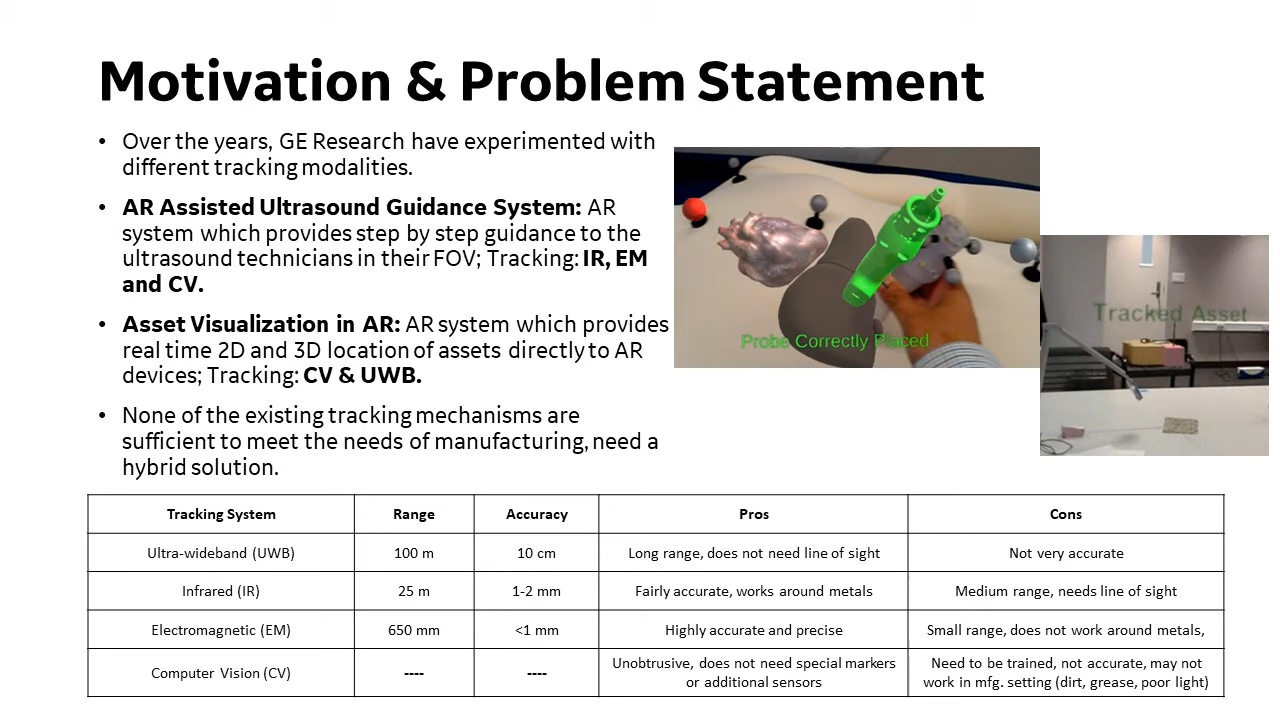 Motivation & Problem Statement
• Over the years, GE Research have experimented with
different tracking modalities.
• AR Assisted Ultrasound Guidance System: AR
system which provides step by step guidance to the
ultrasound technicians in their FOV; Tracking: IR, EM
and CV.
• Asset Visualization in AR: AR system which provides
real time 2D and 3D location of assets directly to AR
devices; Tracking: CV & UWB.
• None of the existing tracking mechanisms are
sufficient to meet the needs of manufacturing, need a
hybrid solution.
Probe Correctly Placed
Tracked Asset
Tracking System Range Accuracy Pros Cons
Ultra-wideband (UWB) 100 m 10 cm Long range, does not need line of sight Not very accurate
Infrared (IR) 25 m 1-2 mm Fairly accurate, works around metals Medium range, needs line of sight
Electromagnetic (EM) 650 mm <1 mm Highly accurate and precise Small range, does not work around metals,
Computer Vision (CV) ---- ---- Unobtrusive, does not need special markers
or additional sensors
Need to be trained, not accurate, may not
work in mfg. setting (dirt, grease, poor light)